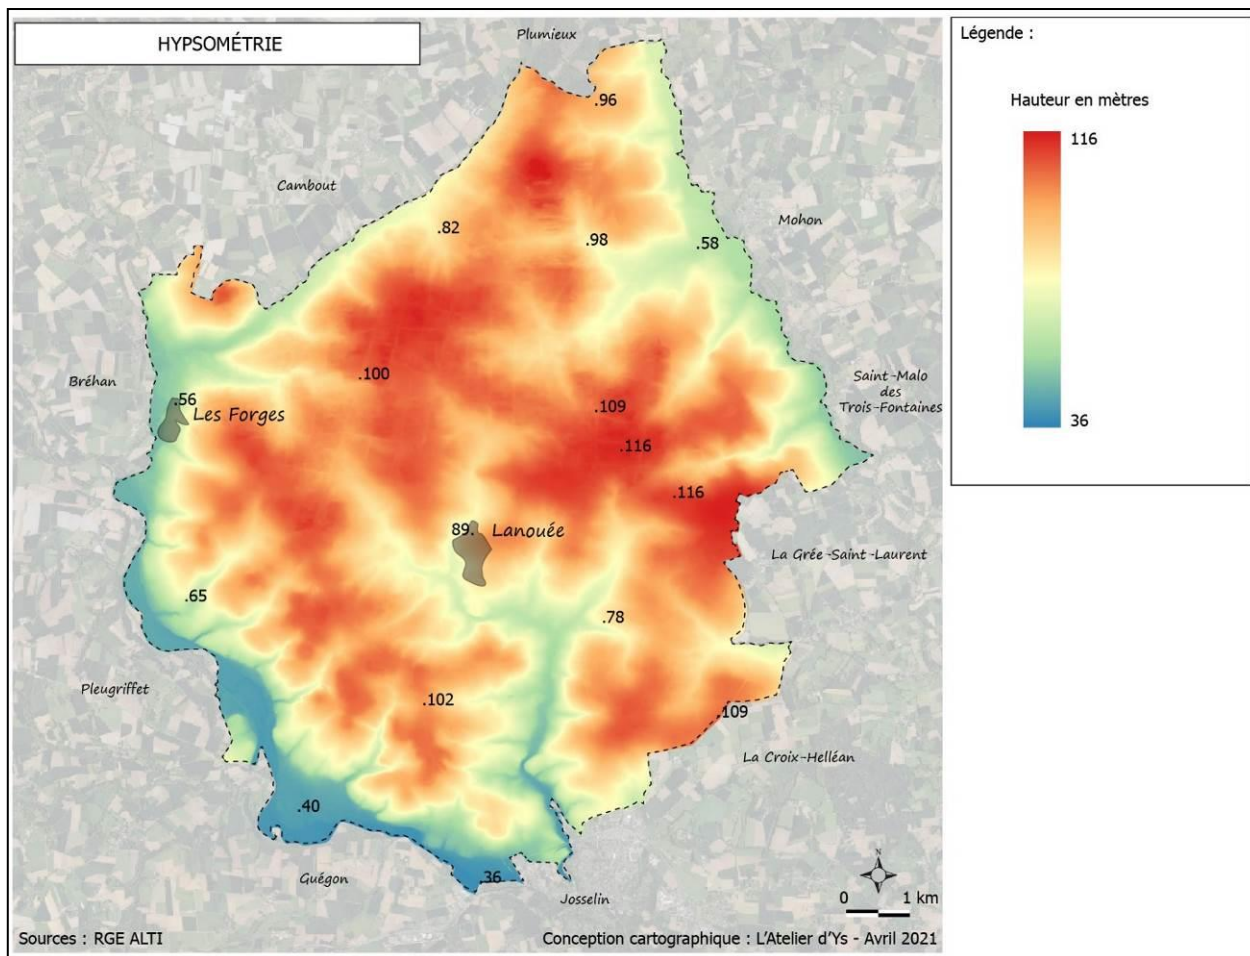 HYPSOMÉTRIE
Plumieux
Légende :
Hauteur en mètres
116
36
.96
Cambout
Mohon
.82
.98
.58
Bréhan
.100
Saint-Malo
des
Trois-Fontaines
.56
Les Forges
.109
.116
.116
89.
Lanouée
La Grée-Saint-Laurent
.65
.78
Pleugriffet
.102
.109
La Croix-Helléan
.40
Guégon
.36
Josselin
N
0 1 km
Sources : RGE ALTI
Conception cartographique : L'Atelier d'Ys - Avril 2021